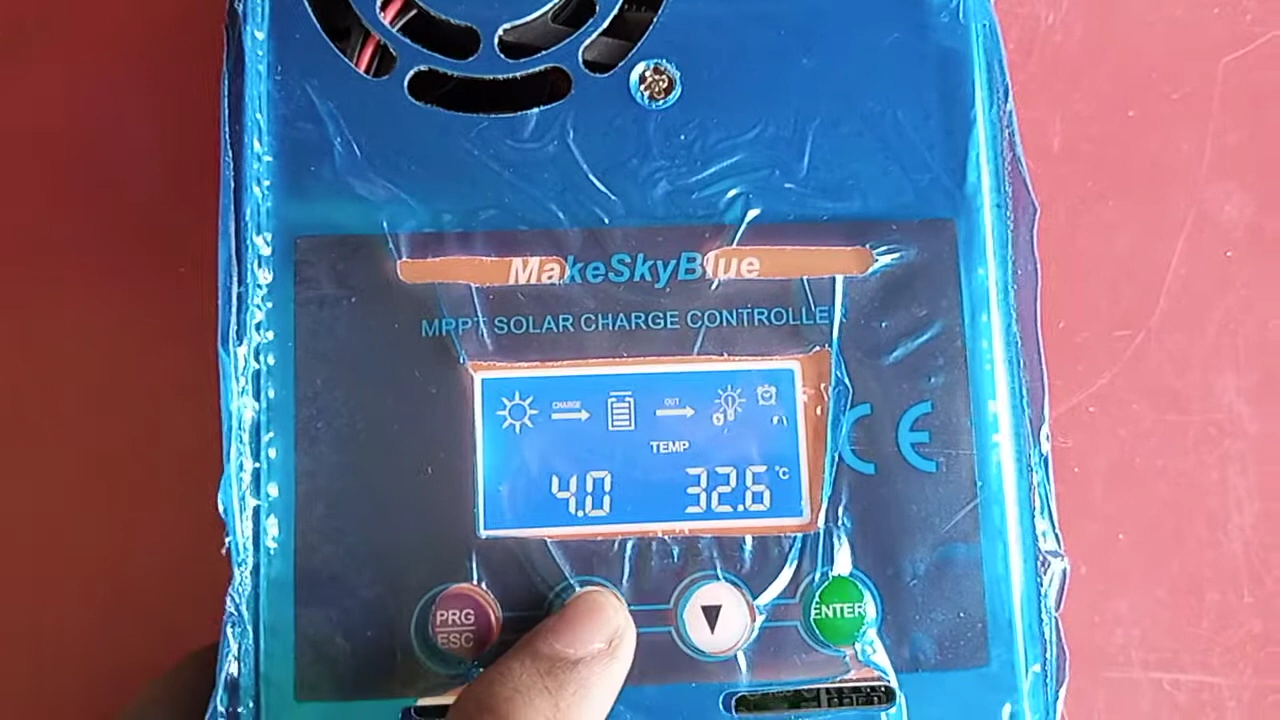 MakeSkyBlue
MPPT SOLAR CHARGE CONTROLLER
CHARGE OUT
TEMP
4.0 32.6 °C
CE
PRG
ESC
ENTER